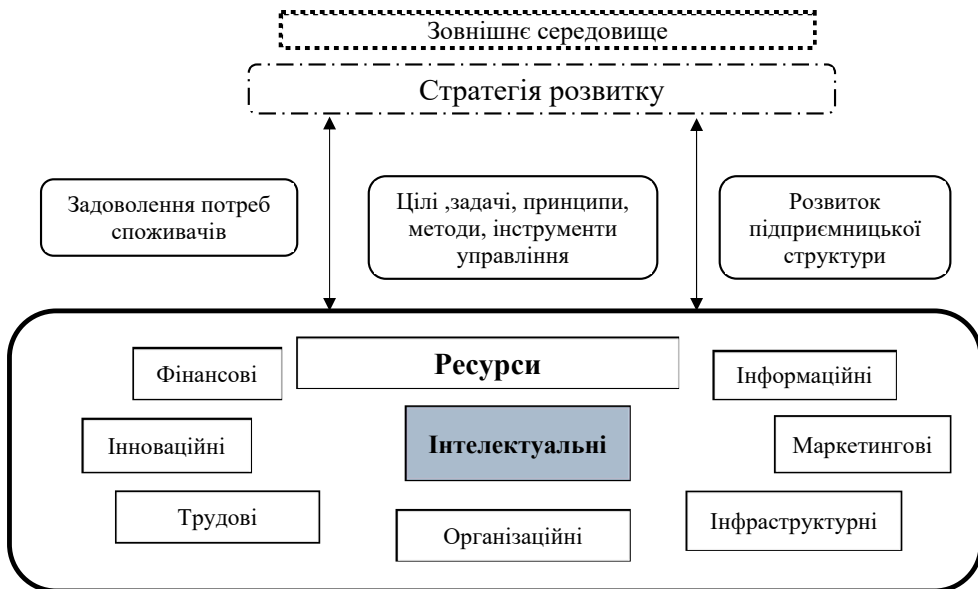 Зовнішнє середовище
Стратегія розвитку
Задоволення потреб
споживачів
Цілі ,задачі, принципи,
методи, інструменти
управління
Розвиток
підприємницької
структури
Ресурси
Фінансові
Інформаційні
Інноваційні
Інтелектуальні
Маркетингові
Трудові
Організаційні
Інфраструктурні